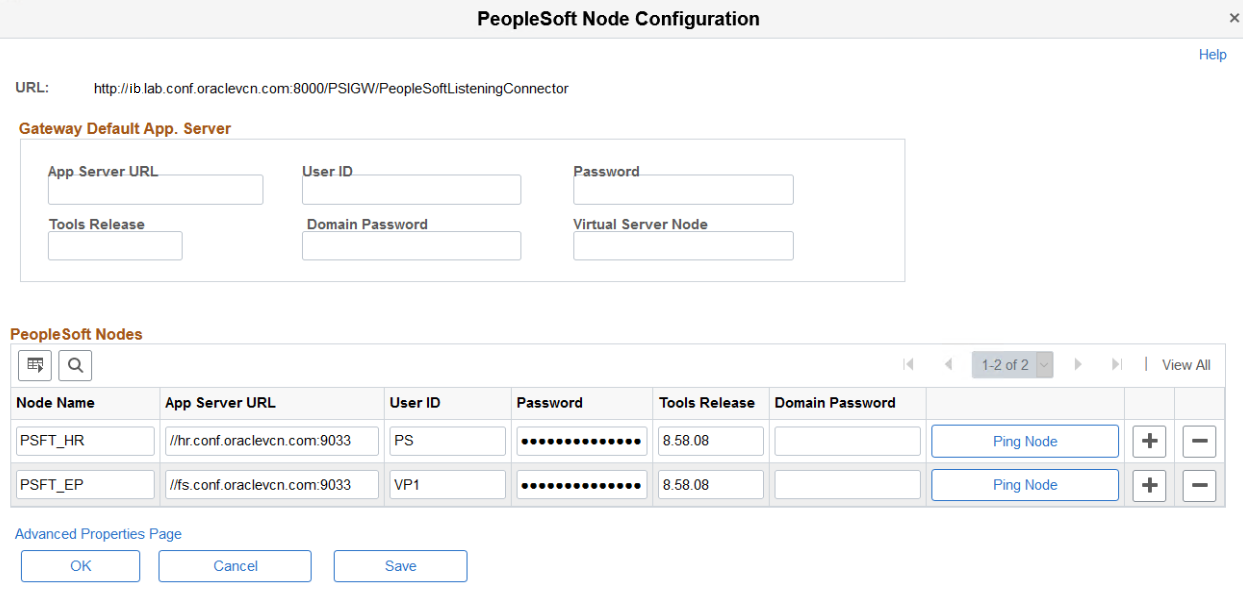 PeopleSoft Node Configuration ×
Help
URL: http://ib.lab.conf.oraclevcn.com:8000/PSIGW/PeopleSoftListeningConnector
Gateway Default App. Server
App Server URL User ID Password
Tools Release Domain Password Virtual Server Node
PeopleSoft Nodes
1-2 of 2 View All
Node Name App Server URL User ID Password Tools Release Domain Password
PSFT_HR //hr.conf.oraclevcn.com:9033 PS •••••••••••••• 8.58.08 Ping Node + −
PSFT_EP //fs.conf.oraclevcn.com:9033 VP1 •••••••••••••• 8.58.08 Ping Node + −
Advanced Properties Page
OK Cancel Save